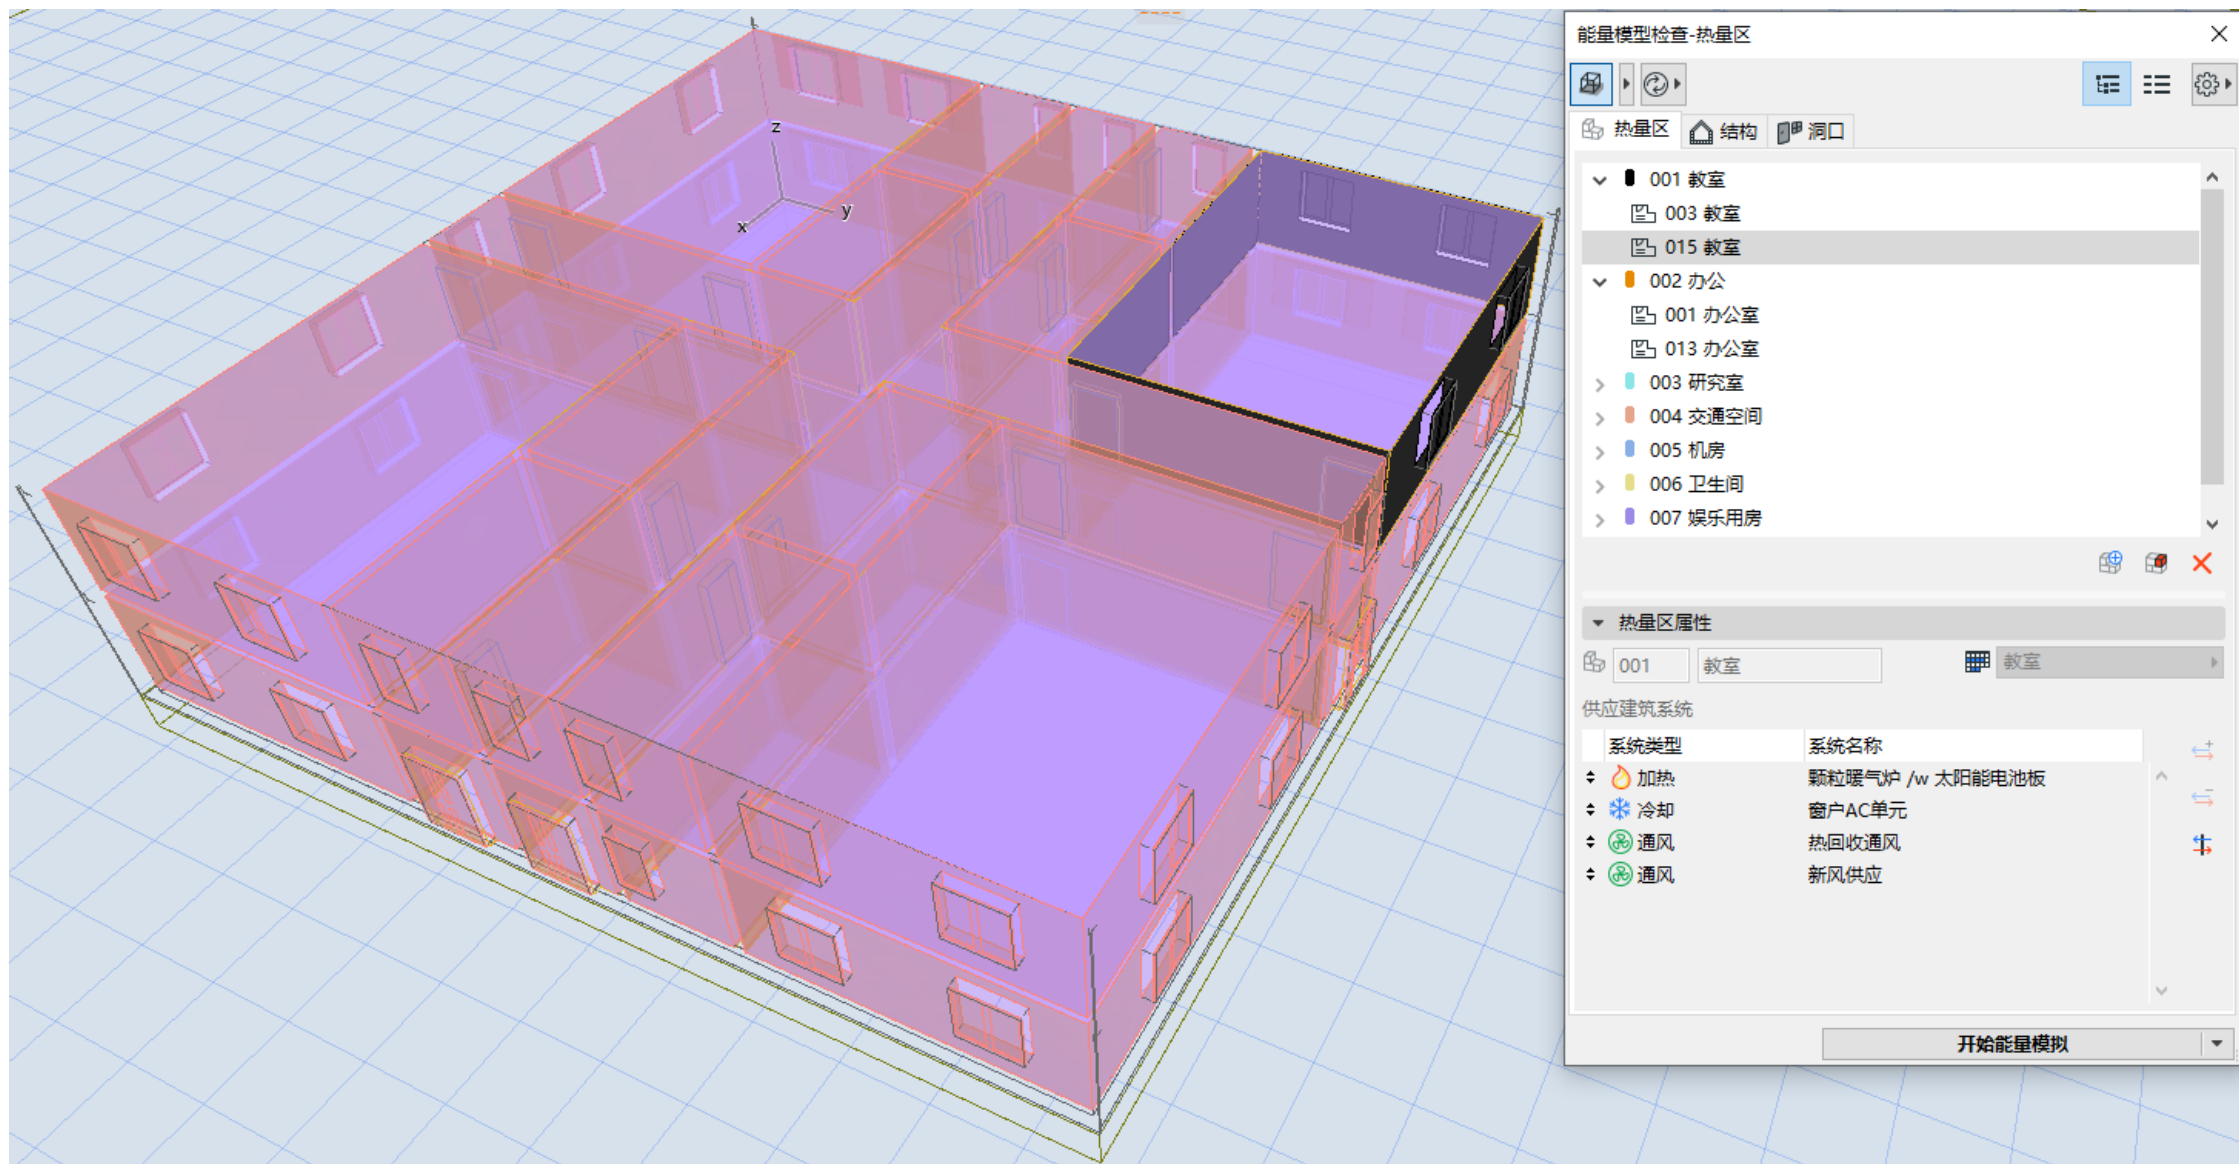 z
y
x
能量模型检查-热量区
热量区 结构 洞口
001 教室
003 教室
015 教室
002 办公
001 办公室
013 办公室
003 研究室
004 交通空间
005 机房
006 卫生间
007 娱乐用房
热量区属性
001 教室 教室
供应建筑系统
系统类型 系统名称
加热 颗粒暖气炉 /w 太阳能电池板
冷却 窗户AC单元
通风 热回收通风
通风 新风供应
开始能量模拟